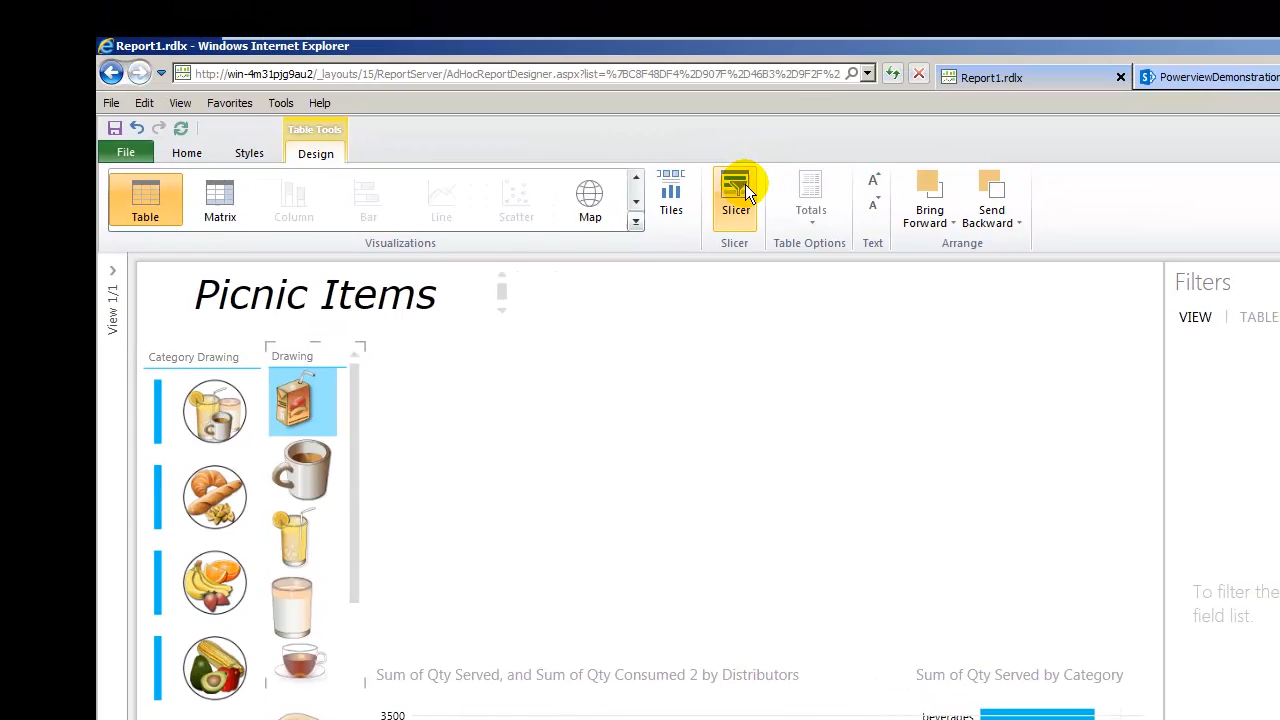 Report1.rdlx - Windows Internet Explorer
http://win-4m31pjg9au2/_layouts/15/ReportServer/AdHocReportDesigner.aspx?list=%7BC8F48DF4%2D907F%2D46B3%2D9F2F%2
Report1.rdlx
PowerviewDemonstration
File Edit View Favorites Tools Help
Table Tools
File Home Styles Design
Table Matrix Column Bar Line Scatter Map Tiles Slicer Totals Bring Forward Send Backward
Visualizations Slicer Table Options Text Arrange
A
A
View 1/1
Picnic Items
Filters
VIEW | TABLE
Category Drawing
Drawing
To filter the
field list.
Sum of Qty Served, and Sum of Qty Consumed 2 by Distributors
Sum of Qty Served by Category
3500
beverages